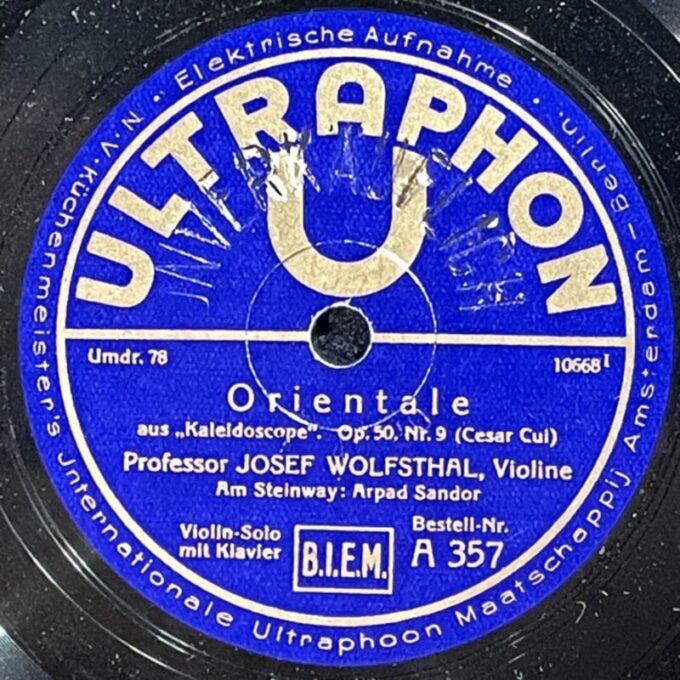 N.V. Küchenmeister's Jnternationale Ultraphoon Maatschappij Amsterdam — Berlin.
Elektrische Aufnahme
ULTRAPHON
U
Umdr. 78
10668 I
Orientale
aus „Kaleidoscope“. Op. 50, Nr. 9 (Cesar Cui)
Professor JOSEF WOLFSTHAL, Violine
Am Steinway: Arpad Sandor
Violin-Solo
mit Klavier
B.I.E.M.
Bestell-Nr.
A 357